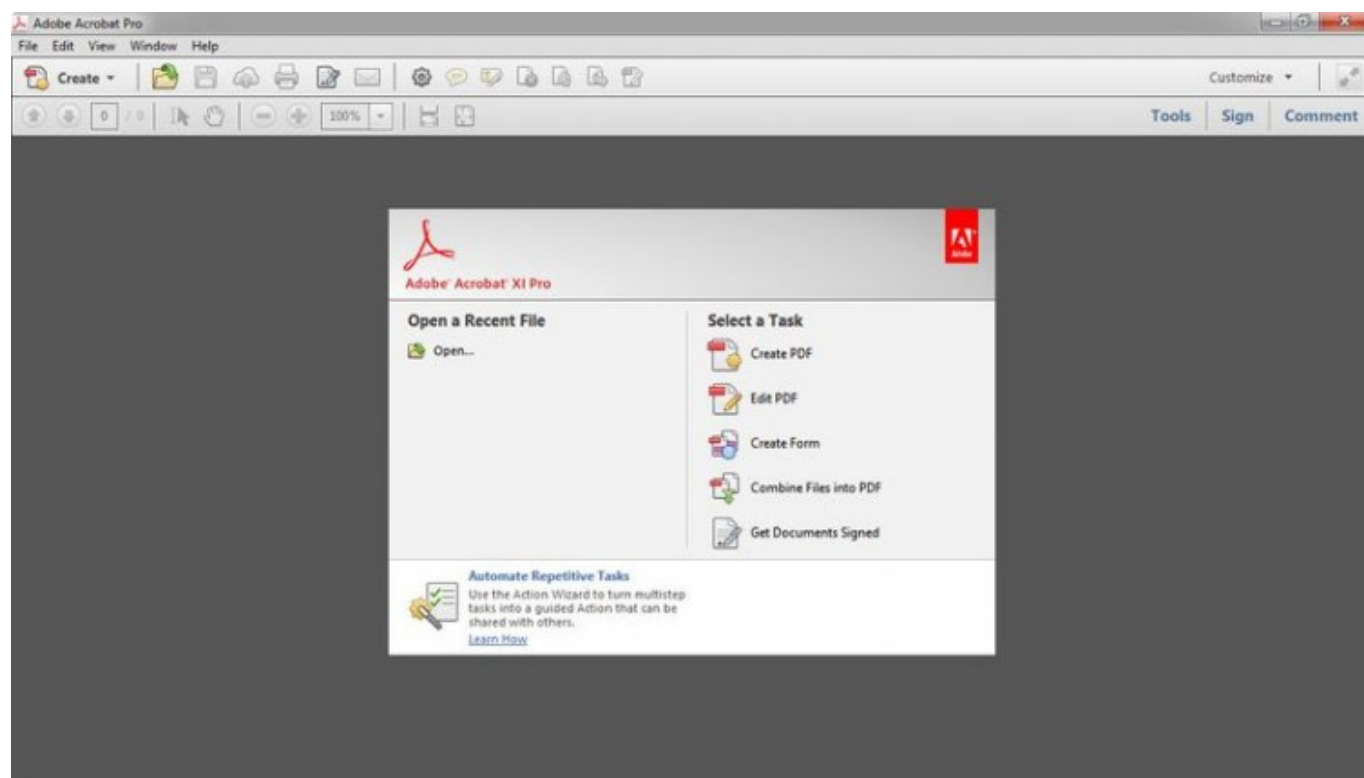 Adobe Acrobat Pro
File Edit View Window Help
Create Customize
0 / 0 100% Tools Sign Comment
Adobe Acrobat XI Pro
Adobe
Open a Recent File
Open...
Select a Task
Create PDF
Edit PDF
Create Form
Combine Files into PDF
Get Documents Signed
Automate Repetitive Tasks
Use the Action Wizard to turn multistep
tasks into a guided Action that can be
shared with others.
Learn How